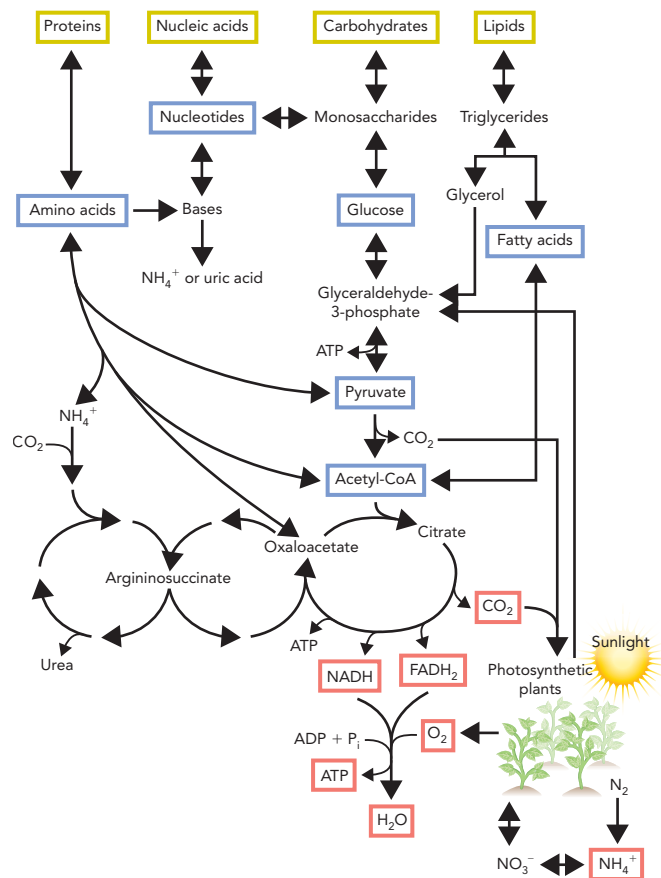 Proteins
Nucleic acids
Carbohydrates
Lipids
Nucleotides
Monosaccharides
Triglycerides
Amino acids
Bases
Glucose
Glycerol
Fatty acids
NH₄⁺ or uric acid
Glyceraldehyde-
3-phosphate
ATP
Pyruvate
NH₄⁺
CO₂
CO₂
Acetyl-CoA
Oxaloacetate
Citrate
Argininosuccinate
CO₂
Urea
ATP
NADH
FADH₂
Sunlight
Photosynthetic
plants
ADP + Pᵢ
O₂
ATP
H₂O
N₂
NO₃⁻
NH₄⁺